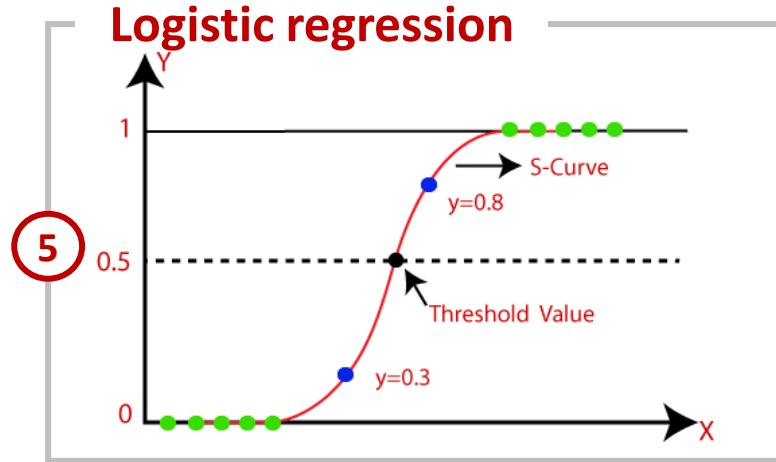 Logistic regression
Y
1
S-Curve
y=0.8
5
0.5
Threshold Value
y=0.3
0
X